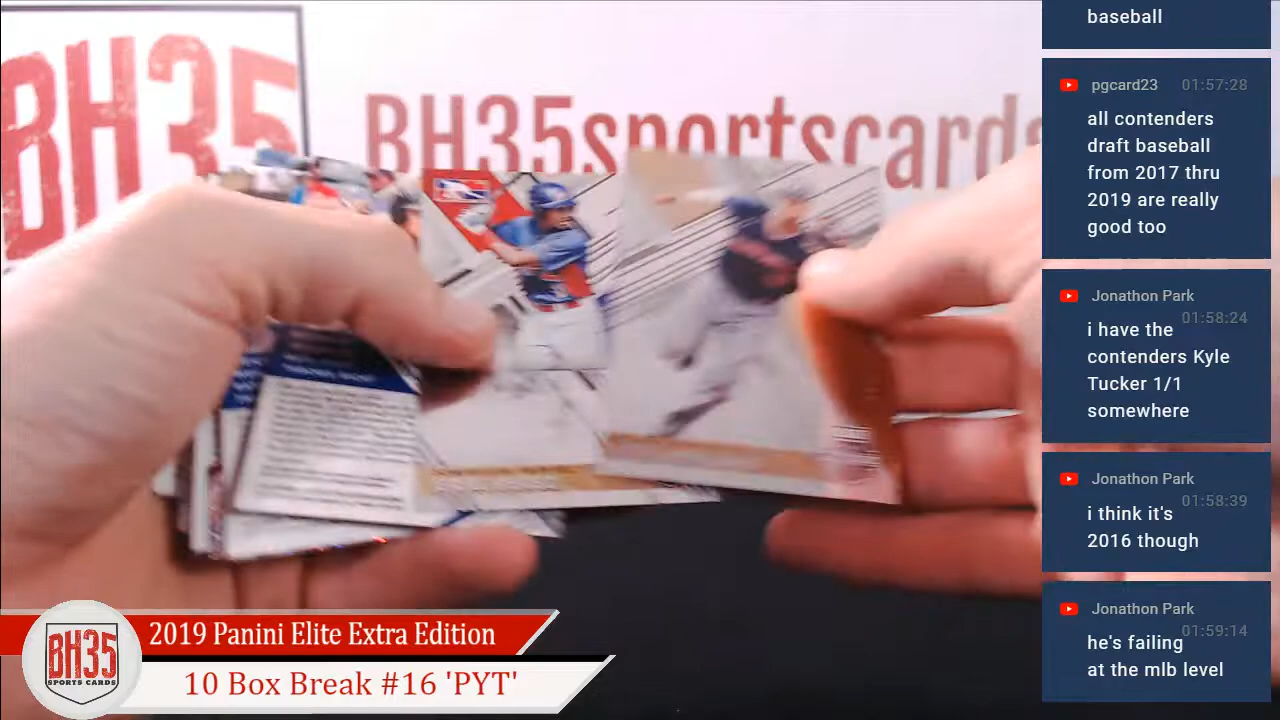 BH35
BH35sportscards
baseball
pgcard23 01:57:28
all contenders
draft baseball
from 2017 thru
2019 are really
good too
Jonathon Park
01:58:24
i have the
contenders Kyle
Tucker 1/1
somewhere
Jonathon Park
01:58:39
i think it's
2016 though
Jonathon Park
01:59:14
he's failing
at the mlb level
2019 Panini Elite Extra Edition
10 Box Break #16 'PYT'
BH35
SPORTS CARDS